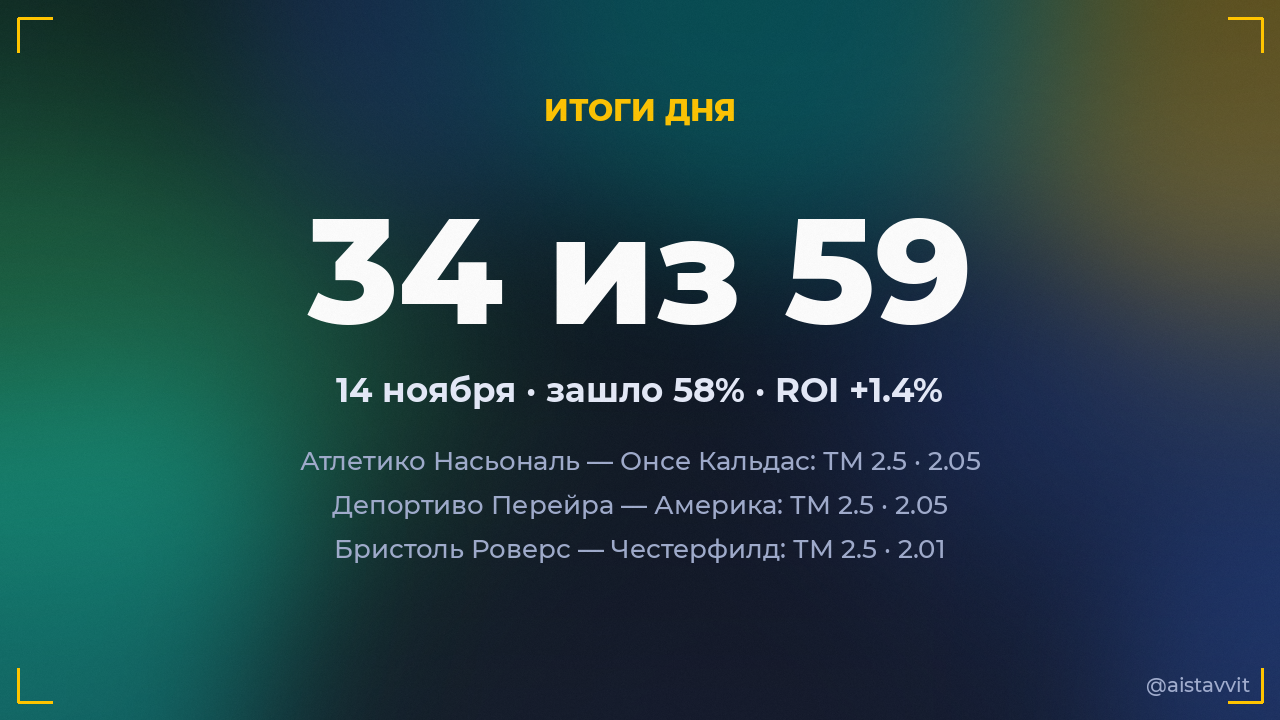 ИТОГИ ДНЯ
34 из 59
14 ноября · зашло 58% · ROI +1.4%
Атлетико Насьональ — Онсе Кальдас: ТМ 2.5 · 2.05
Депортиво Перейра — Америка: ТМ 2.5 · 2.05
Бристоль Роверс — Честерфилд: ТМ 2.5 · 2.01
@aistavvit